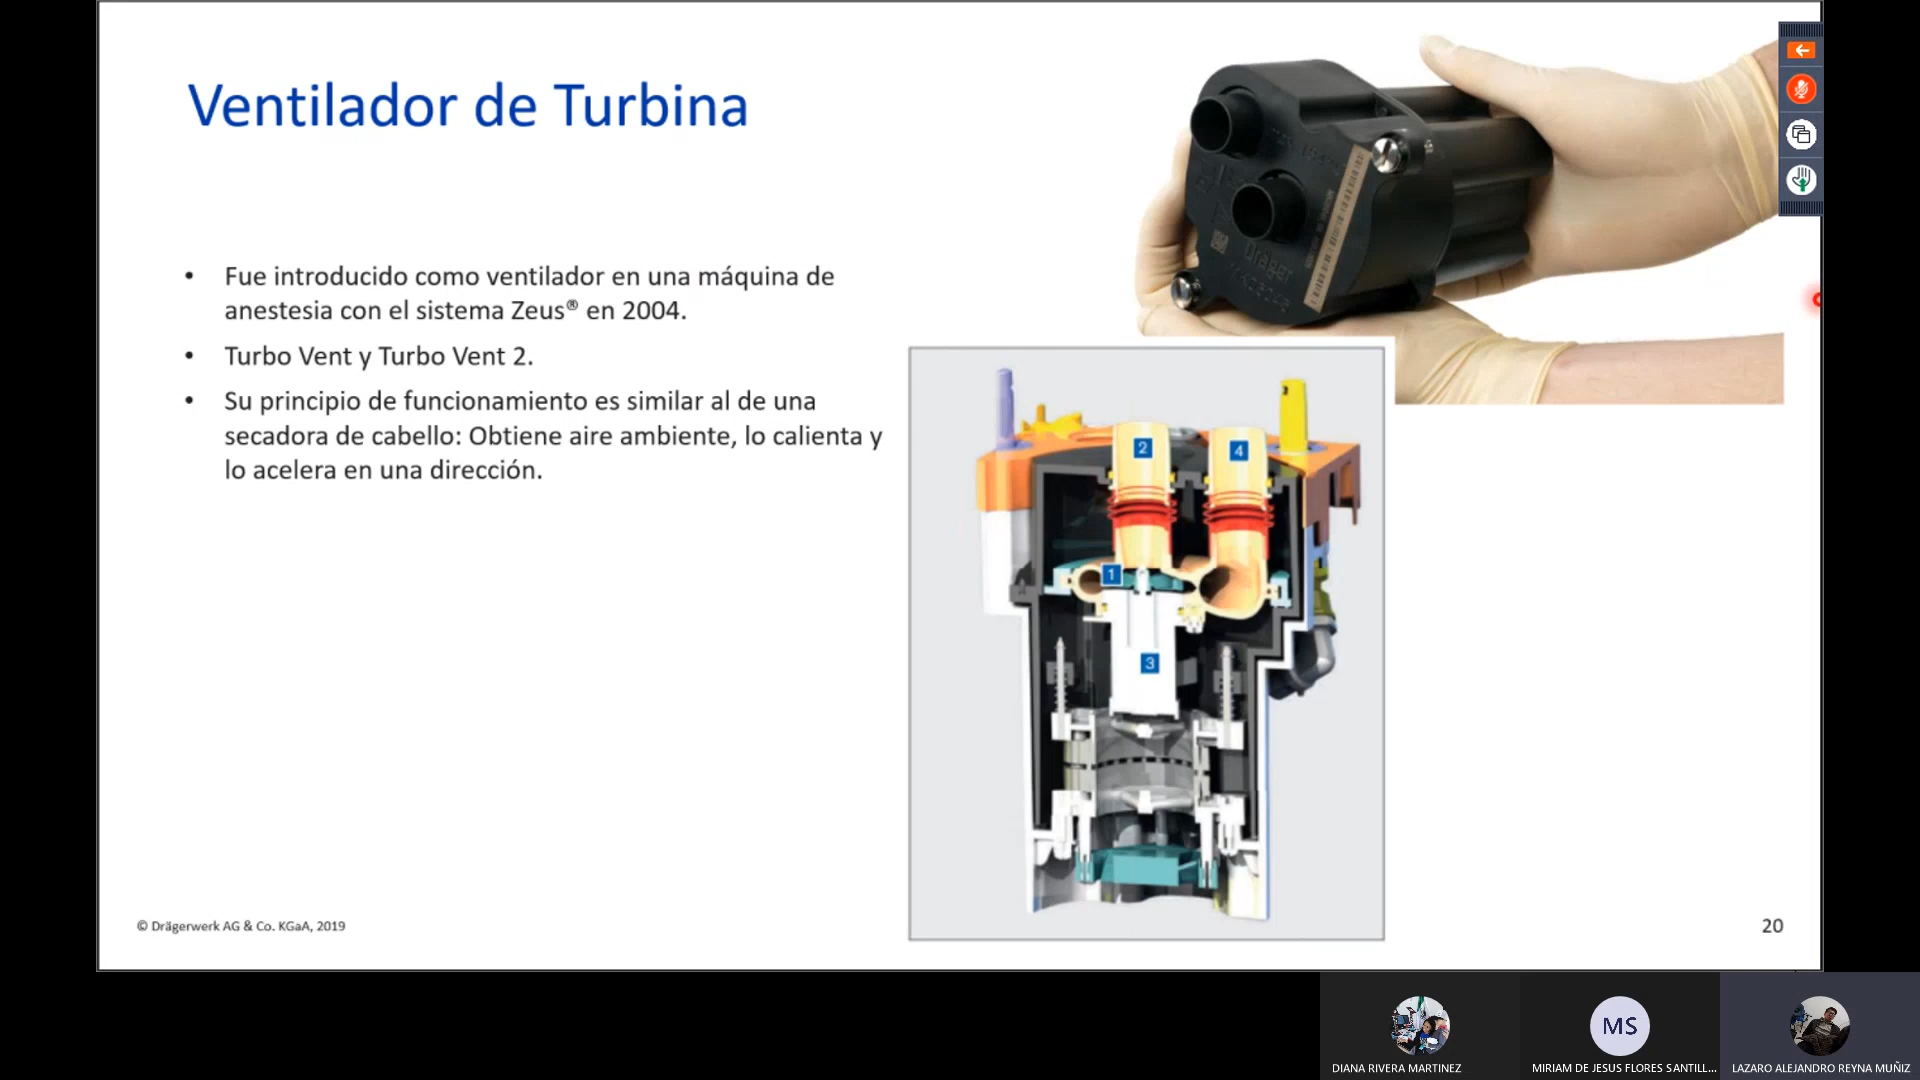 Ventilador de Turbina
• Fue introducido como ventilador en una máquina de
anestesia con el sistema Zeus® en 2004.
• Turbo Vent y Turbo Vent 2.
• Su principio de funcionamiento es similar al de una
secadora de cabello: Obtiene aire ambiente, lo calienta y
lo acelera en una dirección.
Dräger
2
4
1
3
© Drägerwerk AG & Co. KGaA, 2019
20
MS
DIANA RIVERA MARTINEZ
MIRIAM DE JESUS FLORES SANTILL...
LAZARO ALEJANDRO REYNA MUÑIZ